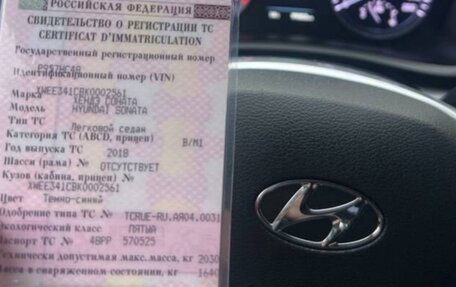 РОССИЙСКАЯ ФЕДЕРАЦИЯ
СВИДЕТЕЛЬСТВО О РЕГИСТРАЦИИ ТС
CERTIFICAT D'IMMATRICULATION
Государственный регистрационный номер
Р957НС48
Идентификационный номер (VIN)
XWEE341CBK0002561
Марка ХЕНДЭ СОНАТА
Модель HYUNDAI SONATA
Тип ТС Легковой седан
Категория ТС (ABCD, прицеп) B/M1
Год выпуска ТС 2018
Шасси (рама) № ОТСУТСТВУЕТ
Кузов (кабина, прицеп) №
XWEE341CBK0002561
Цвет Темно-синий
Одобрение типа ТС № TCRUE-RU.АЯ04.0031
Экологический класс ПЯТЫЙ
Паспорт ТС № 48РР 570525
Технически допустимая макс.масса, кг 2030
Масса в снаряженном состоянии, кг 1640